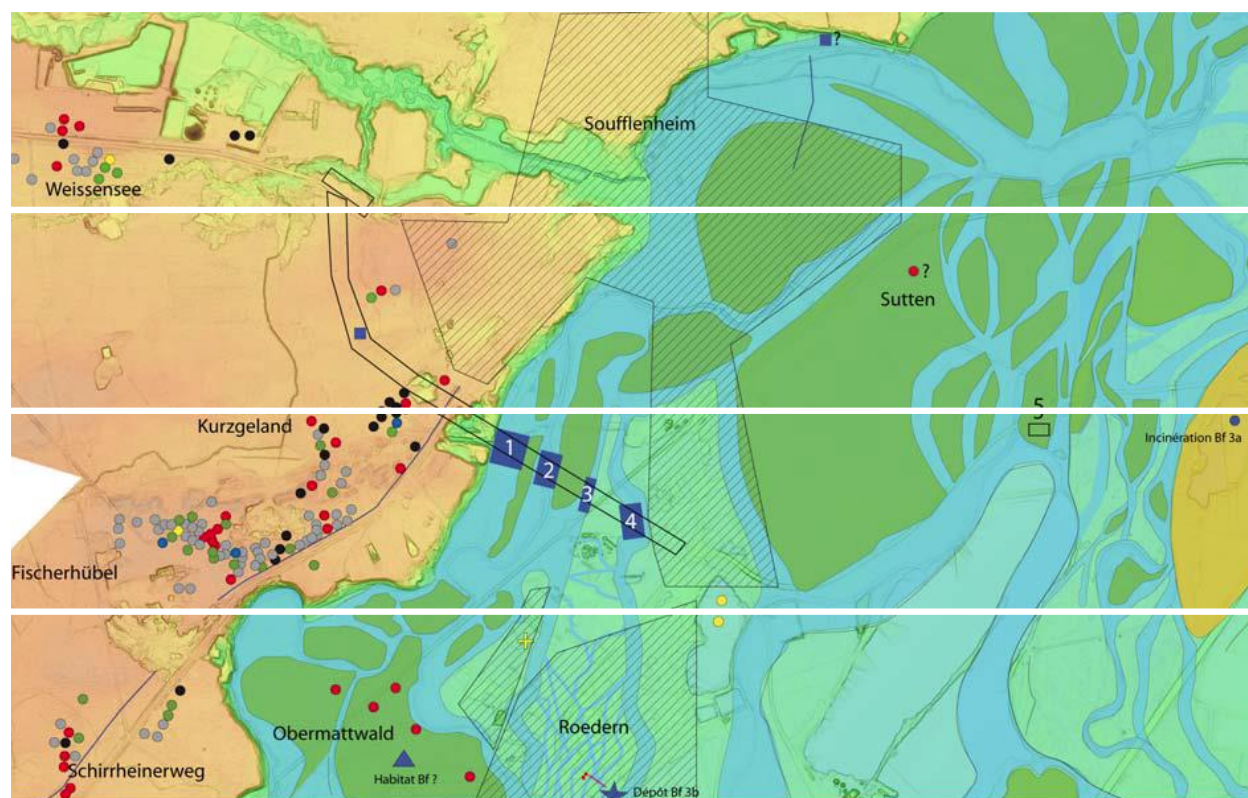 ?
Soufflenheim
Weissensee
?
Sutten
5
Kurzgeland
Incinération Bf 3a
1
2
3
4
Fischerhübel
Obermattwald
Roedern
Habitat Bf ?
Schirrheinerweg
Dépôt Bf 3b